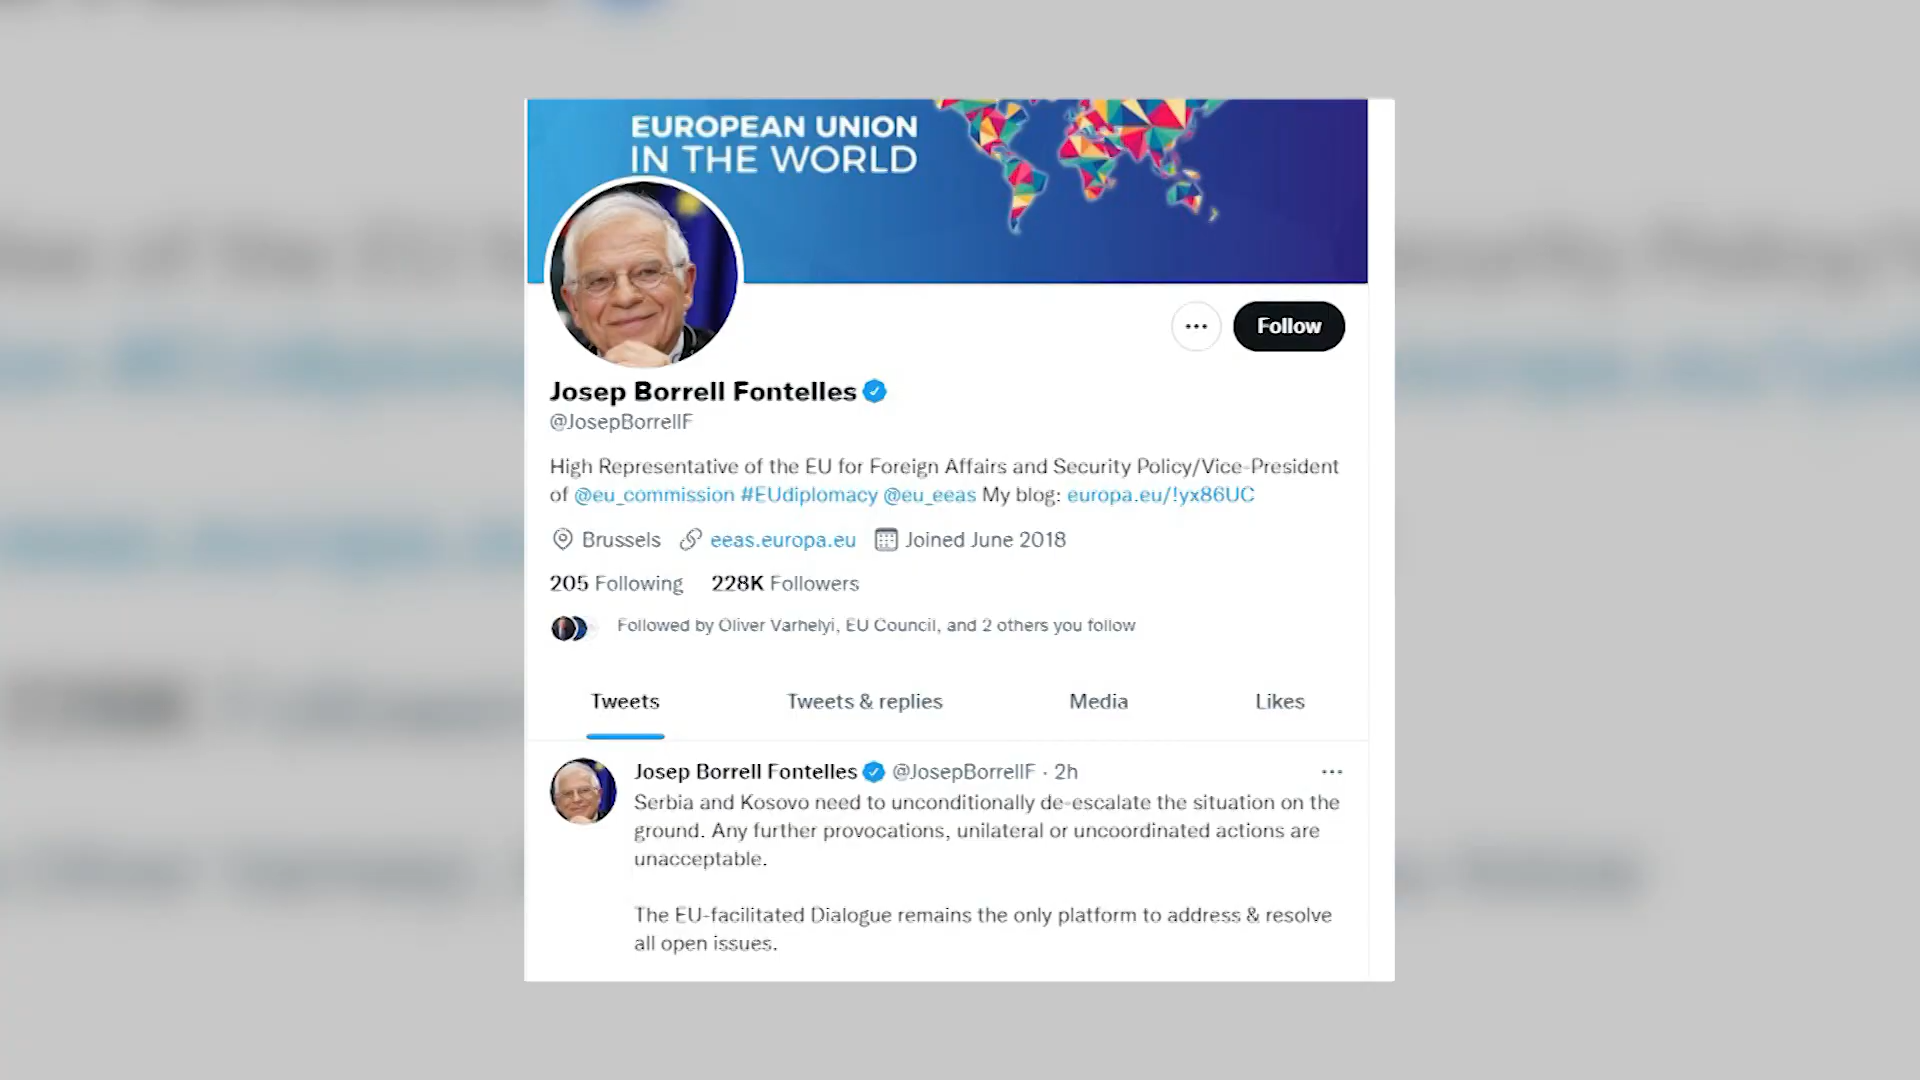 EUROPEAN UNION
IN THE WORLD
Follow
Josep Borrell Fontelles
@JosepBorrellF
High Representative of the EU for Foreign Affairs and Security Policy/Vice-President
of @eu_commission #EUdiplomacy @eu_eeas My blog: europa.eu/!yx86UC
Brussels eeas.europa.eu Joined June 2018
205 Following 228K Followers
Followed by Oliver Varhelyi, EU Council, and 2 others you follow
Tweets Tweets & replies Media Likes
Josep Borrell Fontelles @JosepBorrellF · 2h
Serbia and Kosovo need to unconditionally de-escalate the situation on the
ground. Any further provocations, unilateral or uncoordinated actions are
unacceptable.
The EU-facilitated Dialogue remains the only platform to address & resolve
all open issues.